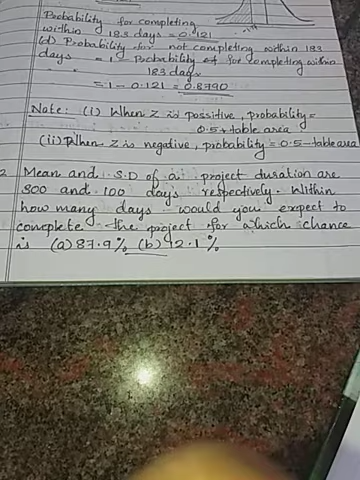 Probability for completing
within 183 days = 0.121
(d) Probability for not completing within 183
days = 1 - Probability of for completing within
183 days
= 1 - 0.121 = 0.8790
Note: (i) When Z is possitive, probability =
0.5 + table area
(ii) When Z is negative, probability = 0.5 - table area
2 Mean and S.D of a project duration are
800 and 100 days respectively. Within
how many days would you expect to
complete the project for which chance
is (a) 87.9% (b) 92.1%